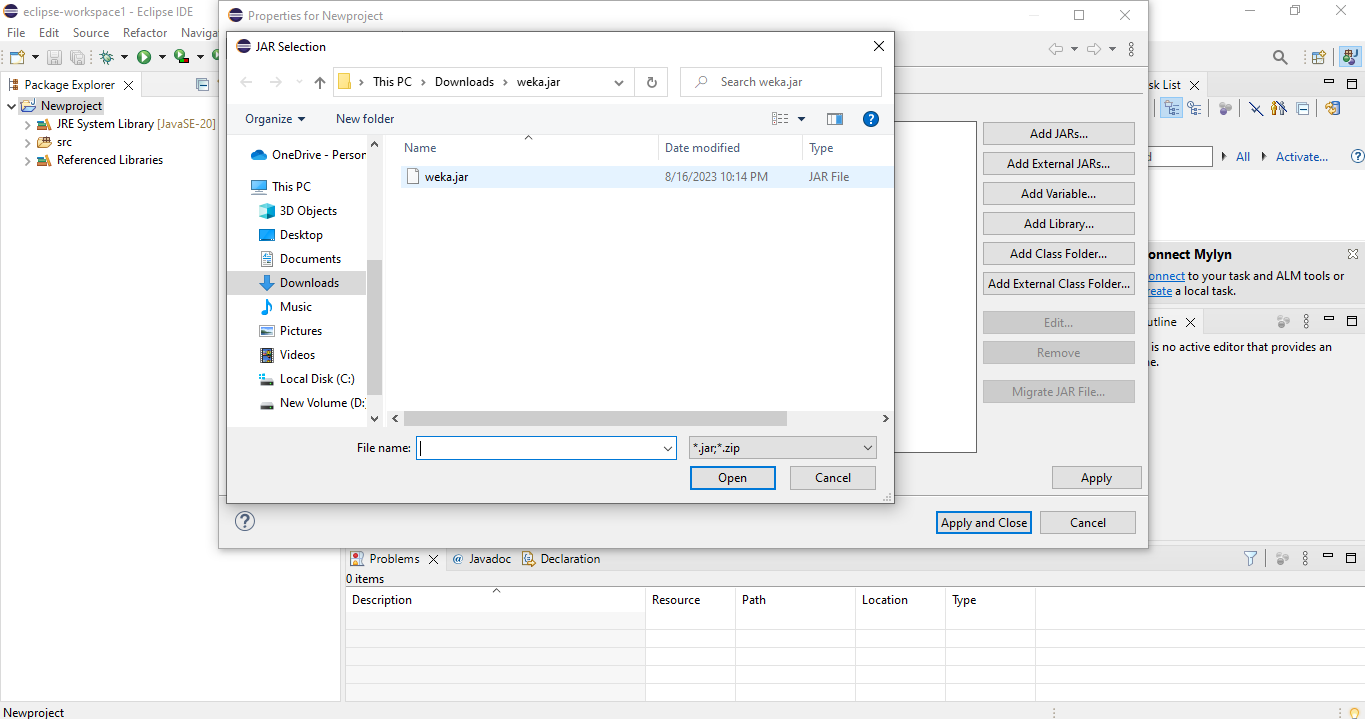 eclipse-workspace1 - Eclipse IDE
File Edit Source Refactor Naviga
Package Explorer
Newproject
JRE System Library [JavaSE-20]
src
Referenced Libraries
Properties for Newproject
JAR Selection
This PC > Downloads > weka.jar
Search weka.jar
Organize
New folder
OneDrive - Person
This PC
3D Objects
Desktop
Documents
Downloads
Music
Pictures
Videos
Local Disk (C:)
New Volume (D:
Name Date modified Type
weka.jar 8/16/2023 10:14 PM JAR File
File name:
*.jar;*.zip
Open
Cancel
Add JARs...
Add External JARs...
Add Variable...
Add Library...
Add Class Folder...
Add External Class Folder...
Edit...
Remove
Migrate JAR File...
Apply
Apply and Close
Cancel
sk List
d
All
Activate...
onnect Mylyn
onnect to your task and ALM tools or
reate a local task.
utline
is no active editor that provides an
ne.
Problems
@ Javadoc
Declaration
0 items
Description Resource Path Location Type
Newproject